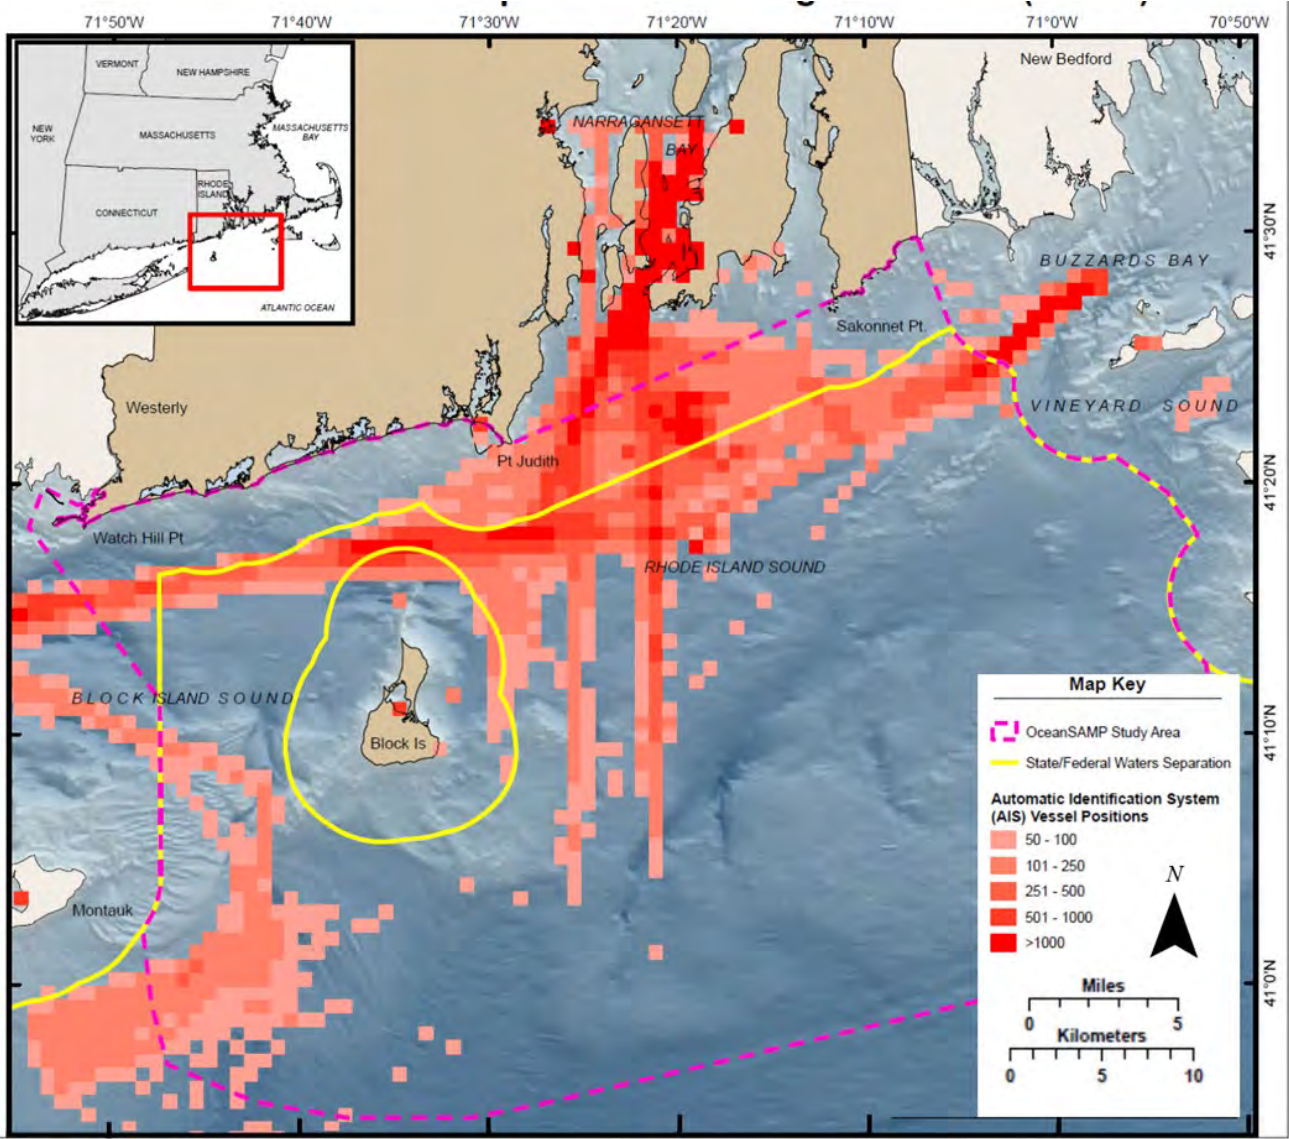 71°50'W 71°40'W 71°30'W 71°20'W 71°10'W 71°0'W 70°50'W
VERMONT
NEW HAMPSHIRE
NEW
YORK
MASSACHUSETTS
MASSACHUSETTS
BAY
RHODE
ISLAND
CONNECTICUT
ATLANTIC OCEAN
New Bedford
NARRAGANSETT
BAY
41°30'N
BUZZARDS BAY
Sakonnet Pt.
Westerly
VINEYARD SOUND
Pt Judith
41°20'N
Watch Hill Pt
RHODE ISLAND SOUND
BLOCK ISLAND SOUND
Block Is
41°10'N
Montauk
41°0'N
Map Key
OceanSAMP Study Area
State/Federal Waters Separation
Automatic Identification System
(AIS) Vessel Positions
50 - 100
101 - 250
251 - 500
501 - 1000
>1000
N
Miles
0 5
Kilometers
0 5 10